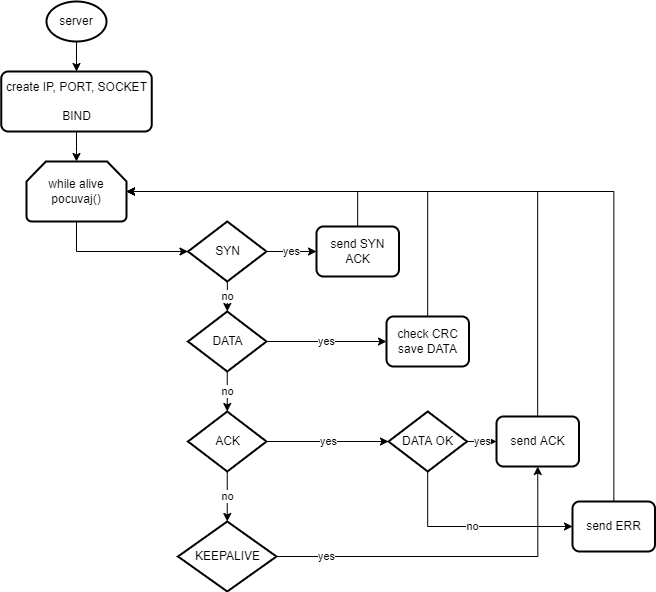 server
create IP, PORT, SOCKET
BIND
while alive
pocuvaj()
SYN
yes
send SYN
ACK
no
DATA
yes
check CRC
save DATA
no
ACK
yes
DATA OK
yes
send ACK
no
no
send ERR
KEEPALIVE
yes